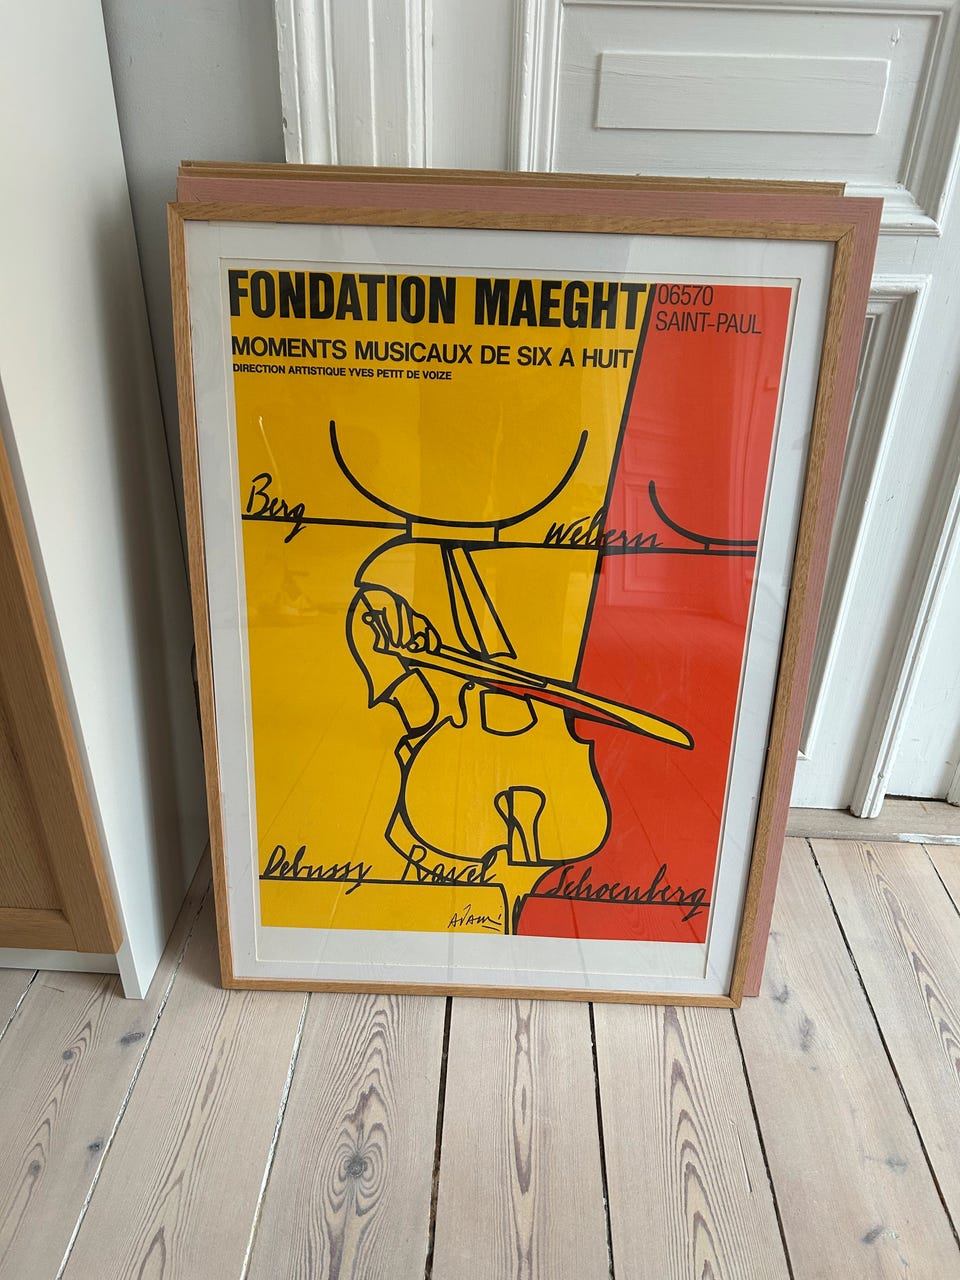 FONDATION MAEGHT
06570
SAINT-PAUL
MOMENTS MUSICAUX DE SIX A HUIT
DIRECTION ARTISTIQUE YVES PETIT DE VOIZE
Berg
Webern
Debussy Ravel Schoenberg
ADAMI